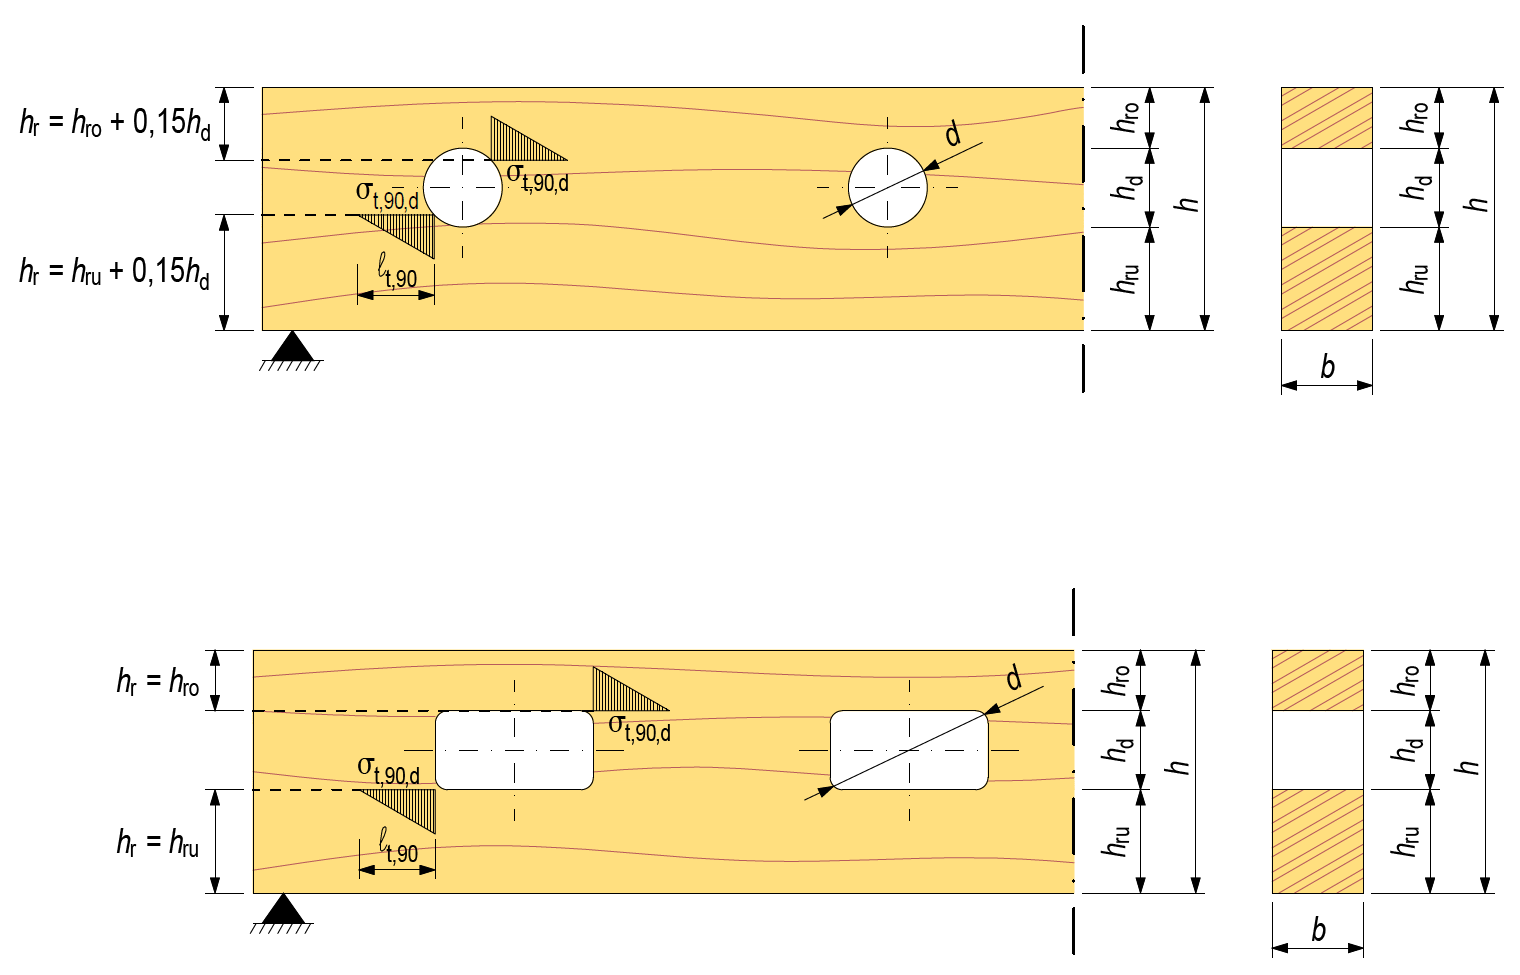 hr = hro + 0,15hd
σt,90,d
σt,90,d
hr = hru + 0,15hd
ℓt,90
d
hro
hd
hru
h
hro
hd
hru
h
b
hr = hro
σt,90,d
σt,90,d
hr = hru
ℓt,90
d
hro
hd
hru
h
hro
hd
hru
h
b